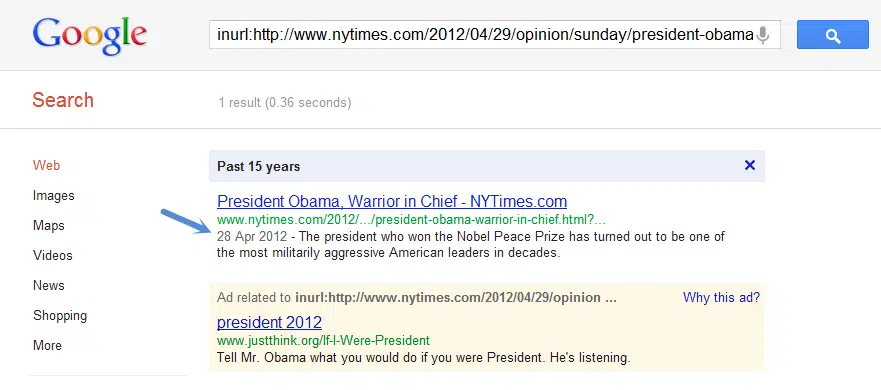 Google
inurl:http://www.nytimes.com/2012/04/29/opinion/sunday/president-obama
Search
1 result (0.36 seconds)
Web
Images
Maps
Videos
News
Shopping
More
Past 15 years
President Obama, Warrior in Chief - NYTimes.com
www.nytimes.com/2012/.../president-obama-warrior-in-chief.html?...
28 Apr 2012 - The president who won the Nobel Peace Prize has turned out to be one of
the most militarily aggressive American leaders in decades.
Ad related to inurl:http://www.nytimes.com/2012/04/29/opinion ...
Why this ad?
president 2012
www.justthink.org/If-I-Were-President
Tell Mr. Obama what you would do if you were President. He's listening.